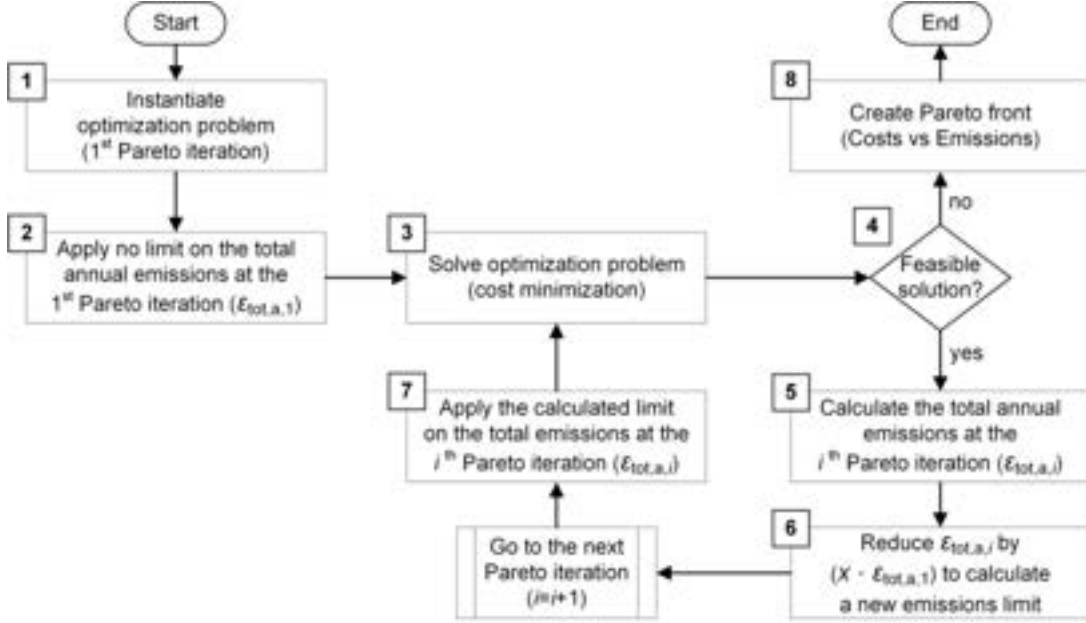 Start
1
Instantiate
optimization problem
(1st Pareto iteration)
2
Apply no limit on the total
annual emissions at the
1st Pareto iteration (εtot,a,1)
3
Solve optimization problem
(cost minimization)
4
Feasible
solution?
no
yes
8
Create Pareto front
(Costs vs Emissions)
End
5
Calculate the total annual
emissions at the
i th Pareto iteration (εtot,a,i)
6
Reduce εtot,a,i by
(X · εtot,a,1) to calculate
a new emissions limit
Go to the next
Pareto iteration
(i=i+1)
7
Apply the calculated limit
on the total emissions at the
i th Pareto iteration (εtot,a,i)